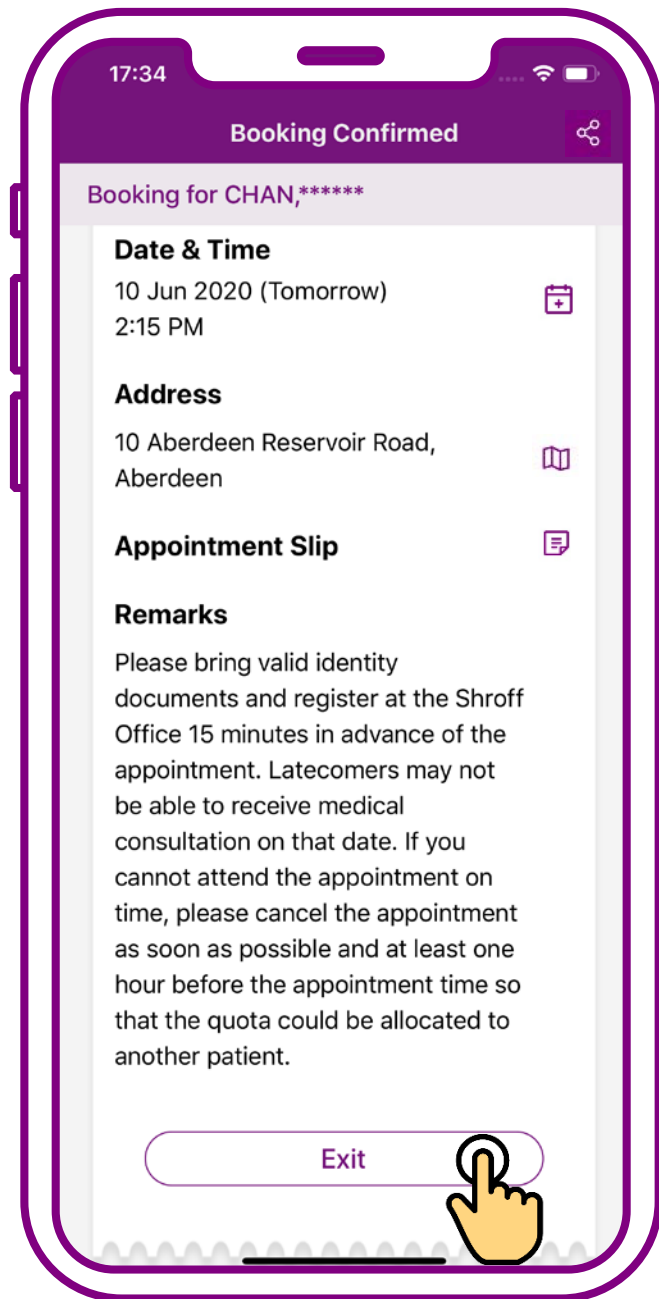 17:34
Booking Confirmed
Booking for CHAN,******
Date & Time
10 Jun 2020 (Tomorrow)
2:15 PM
Address
10 Aberdeen Reservoir Road,
Aberdeen
Appointment Slip
Remarks
Please bring valid identity
documents and register at the Shroff
Office 15 minutes in advance of the
appointment. Latecomers may not
be able to receive medical
consultation on that date. If you
cannot attend the appointment on
time, please cancel the appointment
as soon as possible and at least one
hour before the appointment time so
that the quota could be allocated to
another patient.
Exit